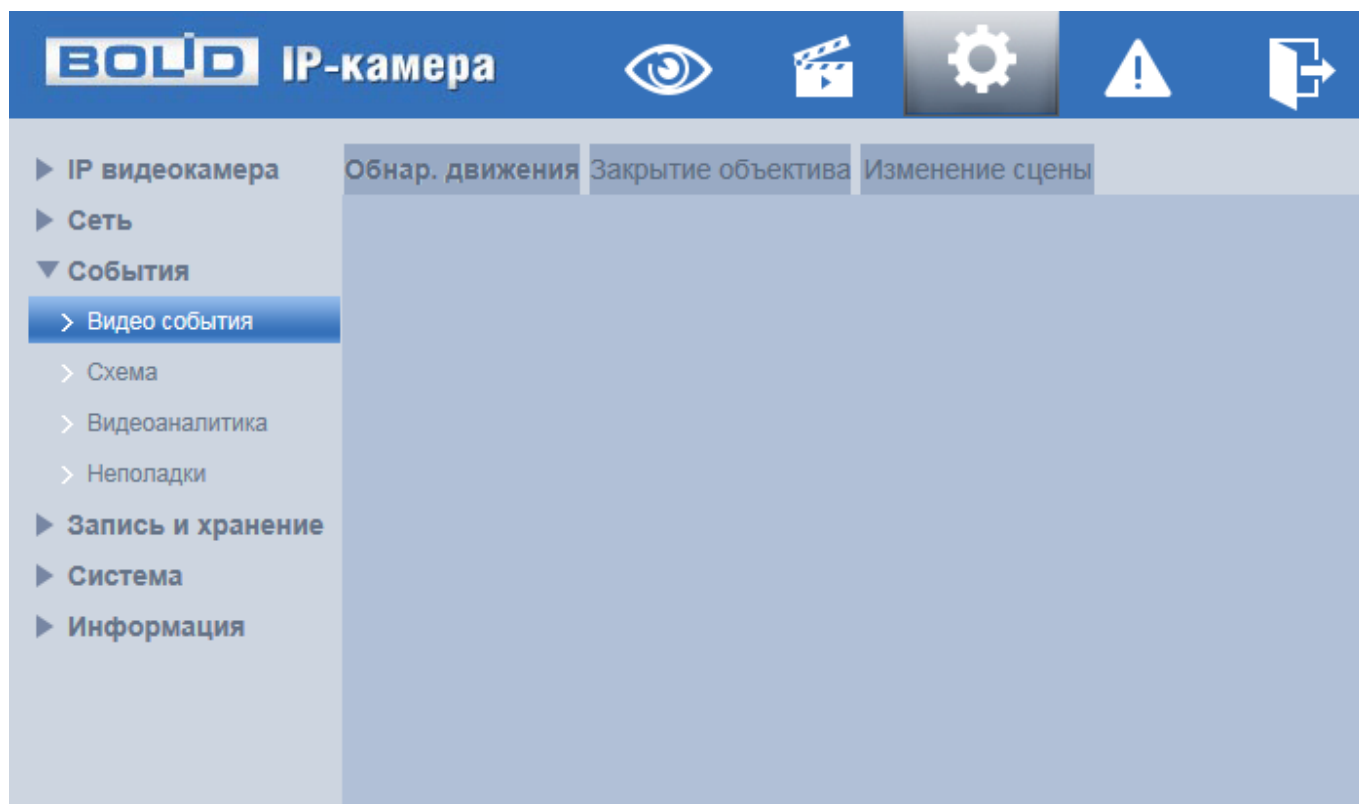 BOLID IP-камера
IP видеокамера
Сеть
События
Видео события
Схема
Видеоаналитика
Неполадки
Запись и хранение
Система
Информация
Обнар. движения Закрытие объектива Изменение сцены